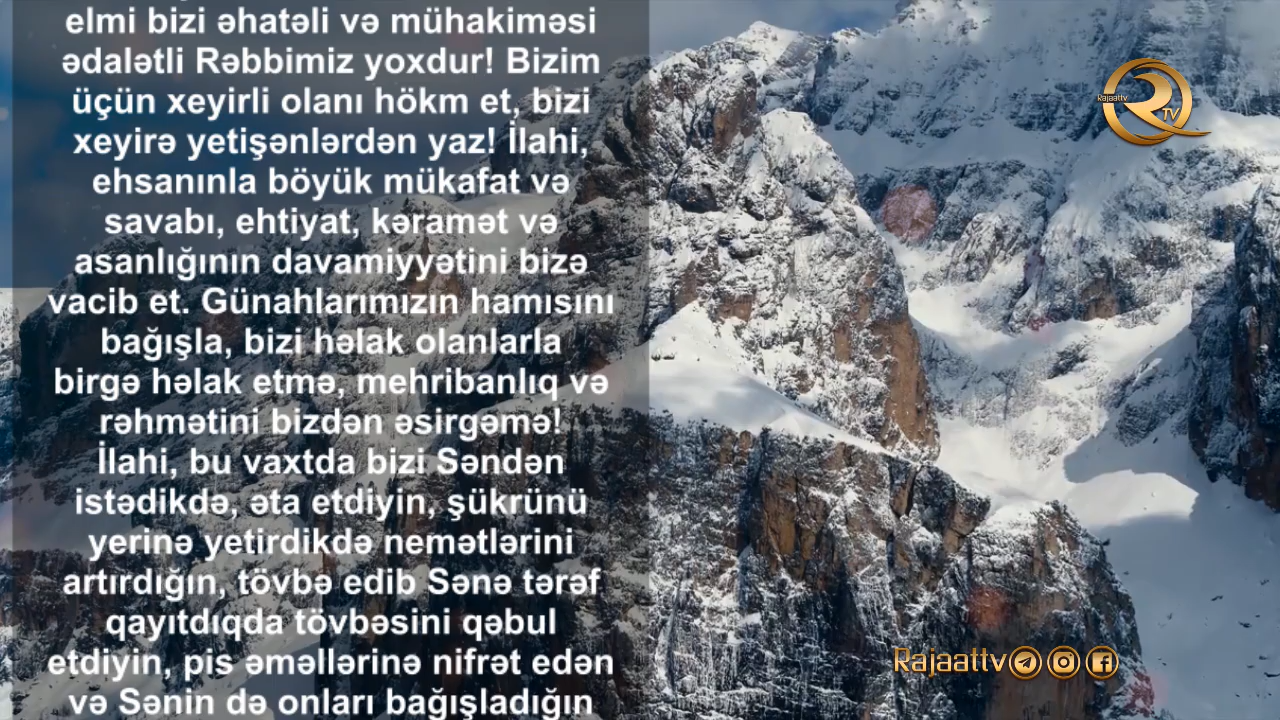 elmi bizi əhatəli və mühakiməsi
ədalətli Rəbbimiz yoxdur! Bizim
üçün xeyirli olanı hökm et, bizi
xeyirə yetişənlərdən yaz! İlahi,
ehsanınla böyük mükafat və
savabı, ehtiyat, kəramət və
asanlığının davamiyyətini bizə
vacib et. Günahlarımızın hamısını
bağışla, bizi həlak olanlarla
birgə həlak etmə, mehribanlıq və
rəhmətini bizdən əsirgəmə!
İlahi, bu vaxtda bizi Səndən
istədikdə, əta etdiyin, şükrünü
yerinə yetirdikdə nemətlərini
artırdığın, tövbə edib Sənə tərəf
qayıtdıqda tövbəsini qəbul
etdiyin, pis əməllərinə nifrət edən
və Sənin də onları bağışladığın
Rajaattv
TV
Rajaattv